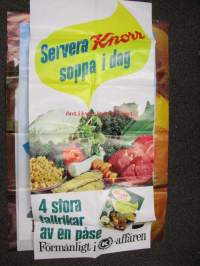 Servera Knorr
soppa i dag
4 stora
tallrikar
av en påse
Förmånligt i K-affären